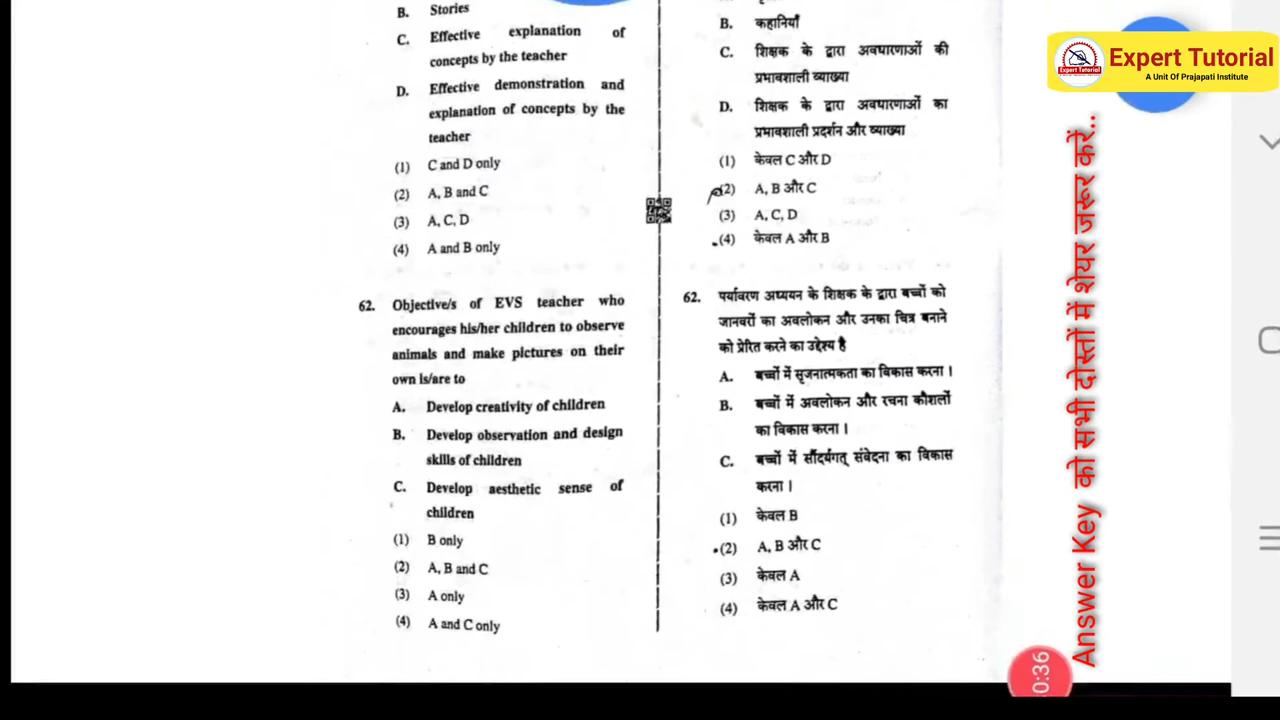 B. Stories
C. Effective explanation of
concepts by the teacher
D. Effective demonstration and
explanation of concepts by the
teacher
(1) C and D only
(2) A, B and C
(3) A, C, D
(4) A and B only
62. Objective/s of EVS teacher who
encourages his/her children to observe
animals and make pictures on their
own is/are to
A. Develop creativity of children
B. Develop observation and design
skills of children
C. Develop aesthetic sense of
children
(1) B only
(2) A, B and C
(3) A only
(4) A and C only
B. कहानियाँ
C. शिक्षक के द्वारा अवधारणाओं की
प्रभावशाली व्याख्या
D. शिक्षक के द्वारा अवधारणाओं का
प्रभावशाली प्रदर्शन और व्याख्या
(1) केवल C और D
(2) A, B और C
(3) A, C, D
(4) केवल A और B
62. पर्यावरण अध्ययन के शिक्षक के द्वारा बच्चों को
जानवरों का अवलोकन और उनका चित्र बनाने
को प्रेरित करने का उद्देश्य है
A. बच्चों में सृजनात्मकता का विकास करना ।
B. बच्चों में अवलोकन और रचना कौशलों
का विकास करना ।
C. बच्चों में सौंदर्यगत् संवेदना का विकास
करना ।
(1) केवल B
(2) A, B और C
(3) केवल A
(4) केवल A और C
Expert Tutorial
A Unit Of Prajapati Institute
Expert Tutorial
Answer Key को सभी दोस्तों में शेयर जरूर करें..
0:36